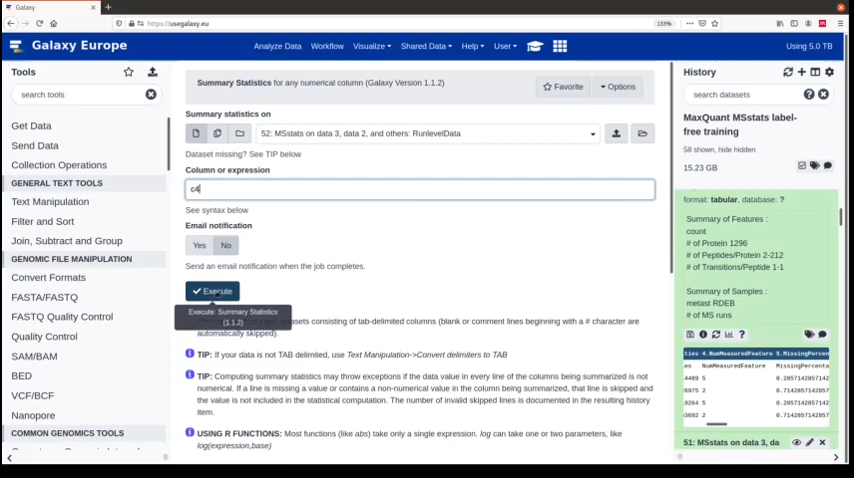 Galaxy
https://usegalaxy.eu
133%
Galaxy Europe
Analyze Data
Workflow
Visualize
Shared Data
Help
User
Using 5.0 TB
Tools
search tools
Get Data
Send Data
Collection Operations
GENERAL TEXT TOOLS
Text Manipulation
Filter and Sort
Join, Subtract and Group
GENOMIC FILE MANIPULATION
Convert Formats
FASTA/FASTQ
FASTQ Quality Control
Quality Control
SAM/BAM
BED
VCF/BCF
Nanopore
COMMON GENOMICS TOOLS
Summary Statistics for any numerical column (Galaxy Version 1.1.2)
Favorite
Options
Summary statistics on
52: MSstats on data 3, data 2, and others: RunlevelData
Dataset missing? See TIP below
Column or expression
c4
See syntax below
Email notification
Yes
No
Send an email notification when the job completes.
Execute
Execute: Summary Statistics
(1.1.2)
datasets consisting of tab-delimited columns (blank or comment lines beginning with a # character are
automatically skipped).
TIP: If your data is not TAB delimited, use Text Manipulation->Convert delimiters to TAB
TIP: Computing summary statistics may throw exceptions if the data value in every line of the columns being summarized is not
numerical. If a line is missing a value or contains a non-numerical value in the column being summarized, that line is skipped and
the value is not included in the statistical computation. The number of invalid skipped lines is documented in the resulting history
item.
USING R FUNCTIONS: Most functions (like abs) take only a single expression. log can take one or two parameters, like
log(expression,base)
History
search datasets
MaxQuant MSstats label-
free training
58 shown, hide hidden
15.23 GB
format: tabular, database: ?
Summary of Features :
count
# of Protein 1296
# of Peptides/Protein 2-212
# of Transitions/Peptide 1-1
Summary of Samples :
metast RDEB
# of MS runs
4.NumMeasuredFeature 5.MissingPercen
NumMeasuredFeature MissingPercenta
5 0.2857142857142
2 0.7142857142857
5 0.2857142857142
2 0.7142857142857
51: MSstats on data 3, da